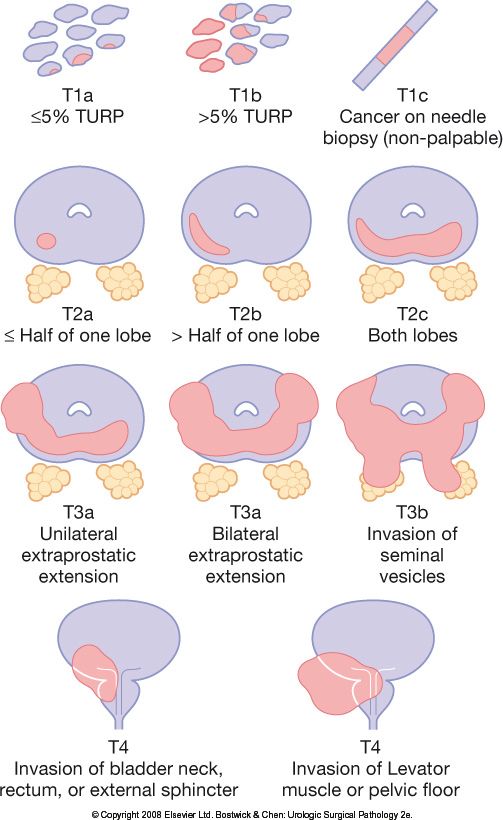 T1a
≤5% TURP
T1b
>5% TURP
T1c
Cancer on needle
biopsy (non-palpable)
T2a
≤ Half of one lobe
T2b
> Half of one lobe
T2c
Both lobes
T3a
Unilateral
extraprostatic
extension
T3a
Bilateral
extraprostatic
extension
T3b
Invasion of
seminal
vesicles
T4
Invasion of bladder neck,
rectum, or external sphincter
T4
Invasion of Levator
muscle or pelvic floor
© Copyright 2008 Elsevier Ltd. Bostwick & Chen: Urologic Surgical Pathology 2e.